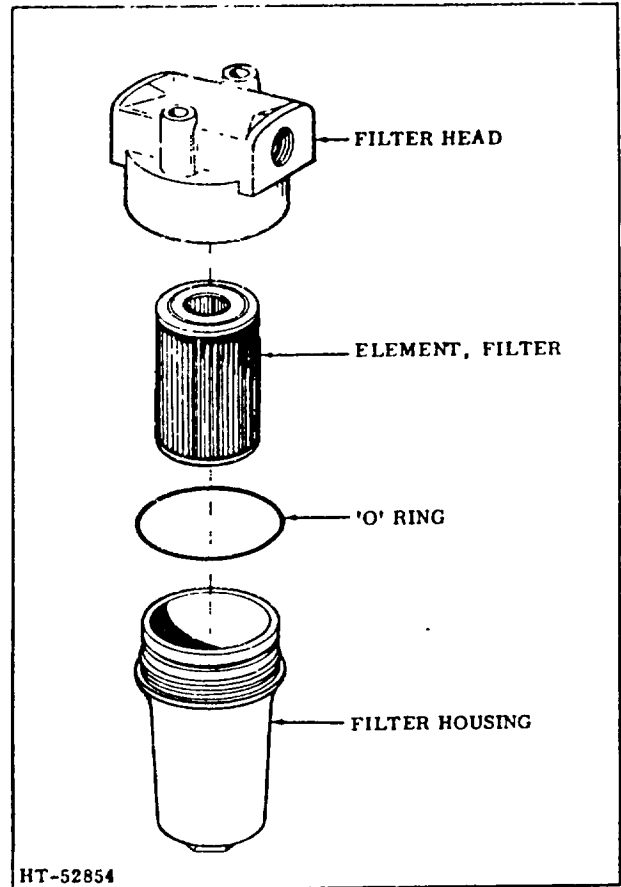 FILTER HEAD
ELEMENT, FILTER
'O' RING
FILTER HOUSING
HT-52854